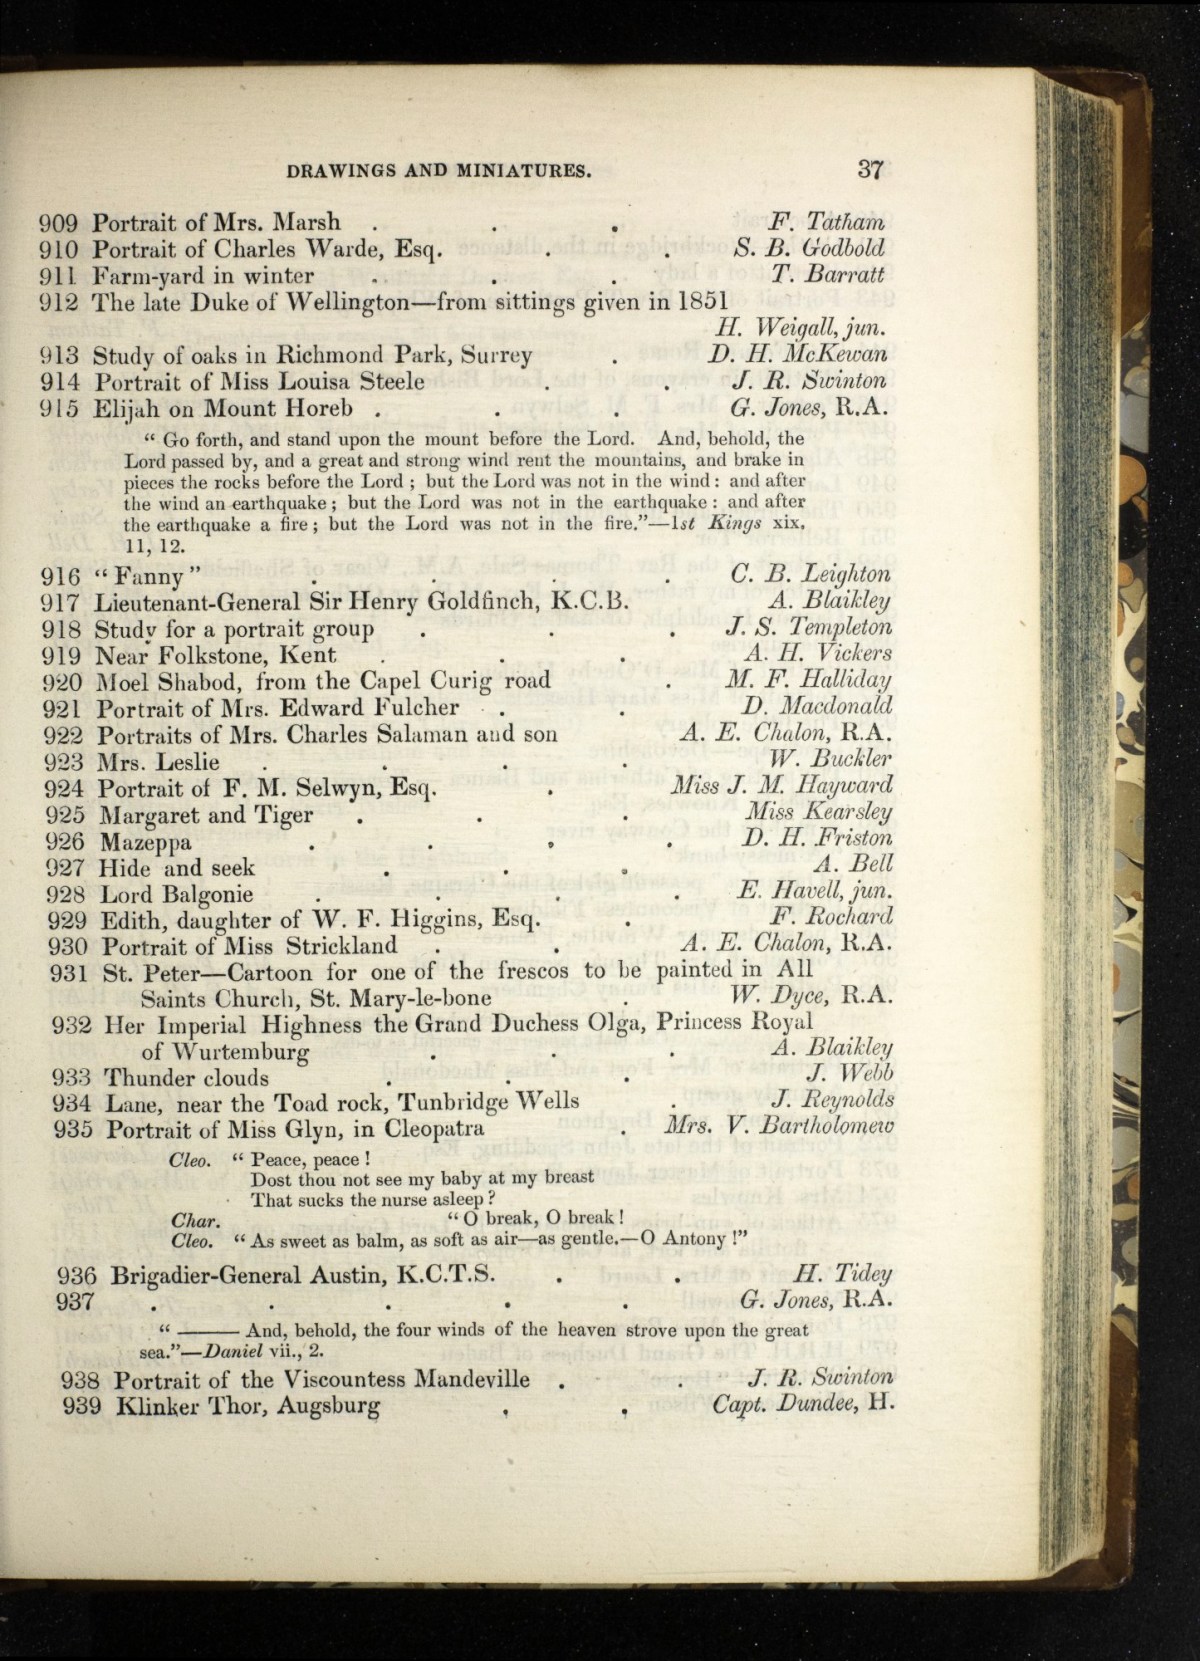 DRAWINGS AND MINIATURES. 37
909 Portrait of Mrs. Marsh . . . F. Tatham
910 Portrait of Charles Warde, Esq. . . S. B. Godbold
911 Farm-yard in winter . . . T. Barratt
912 The late Duke of Wellington—from sittings given in 1851
H. Weigall, jun.
913 Study of oaks in Richmond Park, Surrey . D. H. McKewan
914 Portrait of Miss Louisa Steele . . J. R. Swinton
915 Elijah on Mount Horeb . . . G. Jones, R.A.
“ Go forth, and stand upon the mount before the Lord. And, behold, the
Lord passed by, and a great and strong wind rent the mountains, and brake in
pieces the rocks before the Lord ; but the Lord was not in the wind : and after
the wind an earthquake ; but the Lord was not in the earthquake : and after
the earthquake a fire ; but the Lord was not in the fire.”—1st Kings xix.
11, 12.
916 “ Fanny ” . . . . C. B. Leighton
917 Lieutenant-General Sir Henry Goldfinch, K.C.B. A. Blaikley
918 Study for a portrait group . . . J. S. Templeton
919 Near Folkstone, Kent . . . A. H. Vickers
920 Moel Shabod, from the Capel Curig road . M. F. Halliday
921 Portrait of Mrs. Edward Fulcher . . D. Macdonald
922 Portraits of Mrs. Charles Salaman and son A. E. Chalon, R.A.
923 Mrs. Leslie . . . . W. Buckler
924 Portrait of F. M. Selwyn, Esq. . Miss J. M. Hayward
925 Margaret and Tiger . . . Miss Kearsley
926 Mazeppa . . . . D. H. Friston
927 Hide and seek . . . A. Bell
928 Lord Balgonie . . . . E. Havell, jun.
929 Edith, daughter of W. F. Higgins, Esq. . F. Rochard
930 Portrait of Miss Strickland . . A. E. Chalon, R.A.
931 St. Peter—Cartoon for one of the frescos to be painted in All
Saints Church, St. Mary-le-bone . W. Dyce, R.A.
932 Her Imperial Highness the Grand Duchess Olga, Princess Royal
of Wurtemburg . . . A. Blaikley
933 Thunder clouds . . . J. Webb
934 Lane, near the Toad rock, Tunbridge Wells . J. Reynolds
935 Portrait of Miss Glyn, in Cleopatra . Mrs. V. Bartholomew
Cleo. “ Peace, peace !
Dost thou not see my baby at my breast
That sucks the nurse asleep ?
Char. “ O break, O break !
Cleo. “ As sweet as balm, as soft as air—as gentle.—O Antony !”
936 Brigadier-General Austin, K.C.T.S. . . H. Tidey
937 . . . . . G. Jones, R.A.
“ —— And, behold, the four winds of the heaven strove upon the great
sea.”—Daniel vii., 2.
938 Portrait of the Viscountess Mandeville . . J. R. Swinton
939 Klinker Thor, Augsburg . . Capt. Dundee, H.